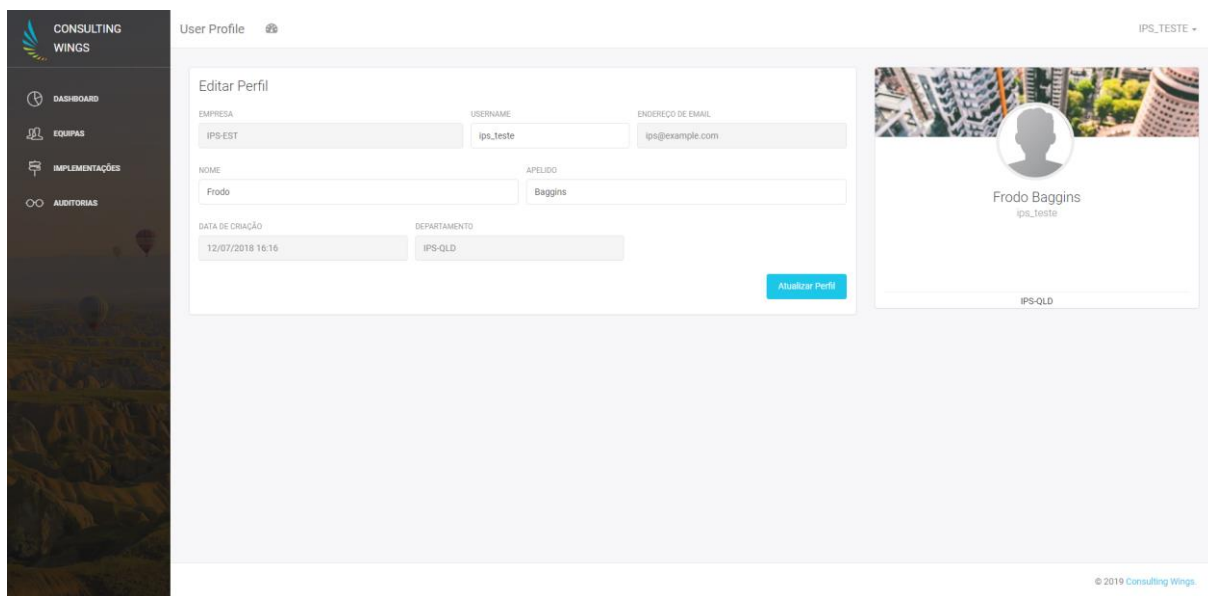 CONSULTING
WINGS
User Profile
IPS_TESTE
DASHBOARD
EQUIPAS
IMPLEMENTAÇÕES
AUDITORIAS
Editar Perfil
EMPRESA USERNAME ENDEREÇO DE EMAIL
IPS-EST ips_teste ips@example.com
NOME APELIDO
Frodo Baggins
DATA DE CRIAÇÃO DEPARTAMENTO
12/07/2018 16:16 IPS-QLD
Atualizar Perfil
Frodo Baggins
ips_teste
IPS-QLD
© 2019 Consulting Wings.